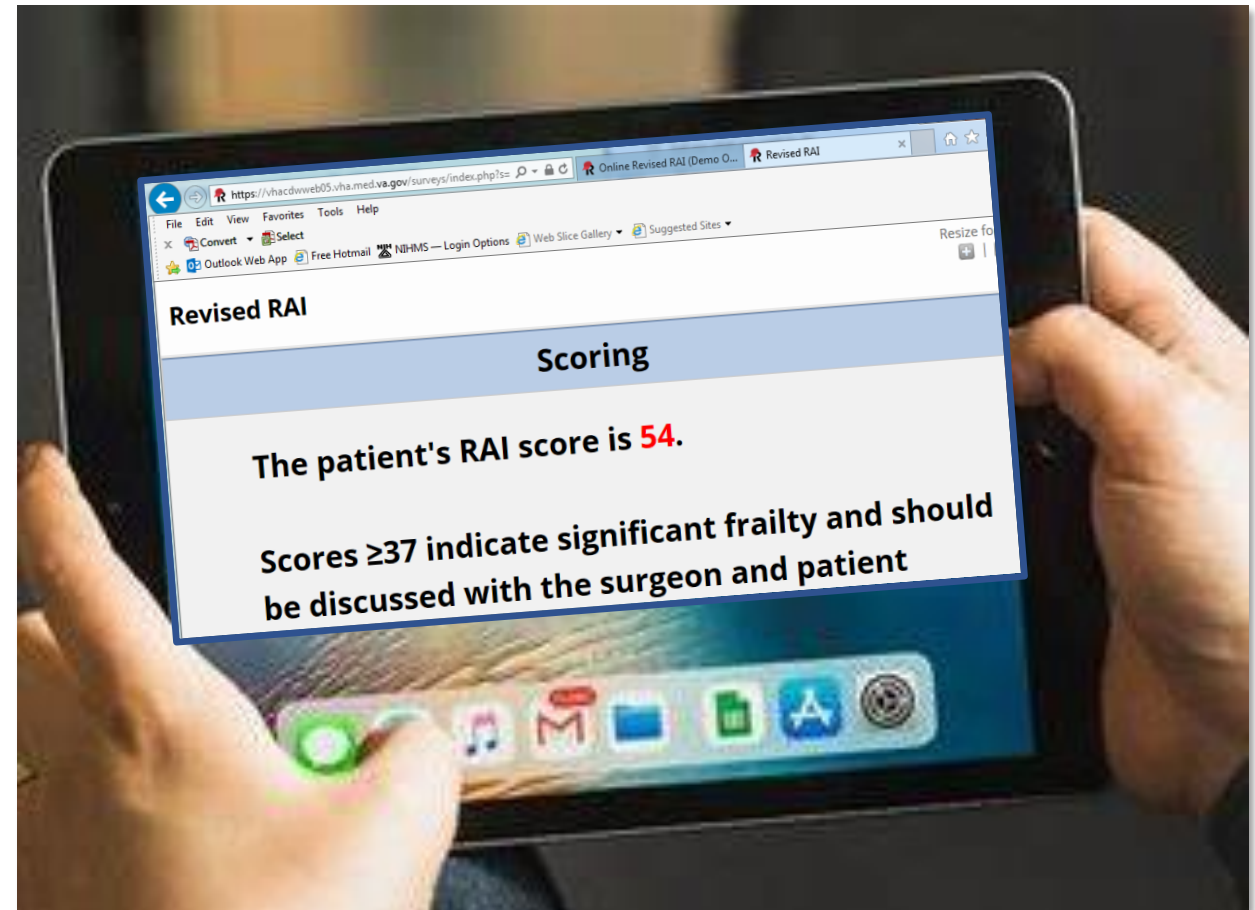 https://vhacdwweb05.vha.med.va.gov/surveys/index.php?s=
Online Revised RAI (Demo O...
Revised RAI
File Edit View Favorites Tools Help
Convert Select
Outlook Web App Free Hotmail NIHMS — Login Options Web Slice Gallery Suggested Sites
Resize fo
Revised RAI
Scoring
The patient's RAI score is 54.
Scores ≥37 indicate significant frailty and should
be discussed with the surgeon and patient